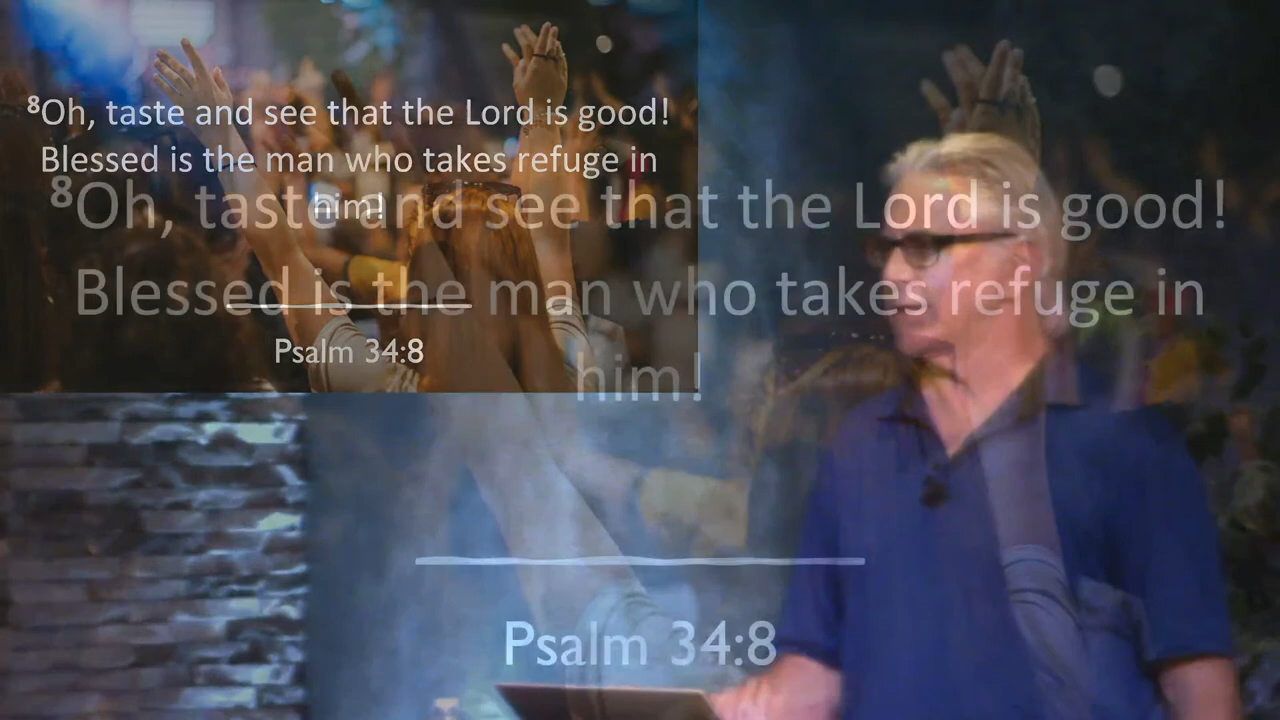 ⁸Oh, taste and see that the Lord is good!
Blessed is the man who takes refuge in
him!
Psalm 34:8
⁸Oh, taste and see that the Lord is good!
Blessed is the man who takes refuge in
him!
Psalm 34:8